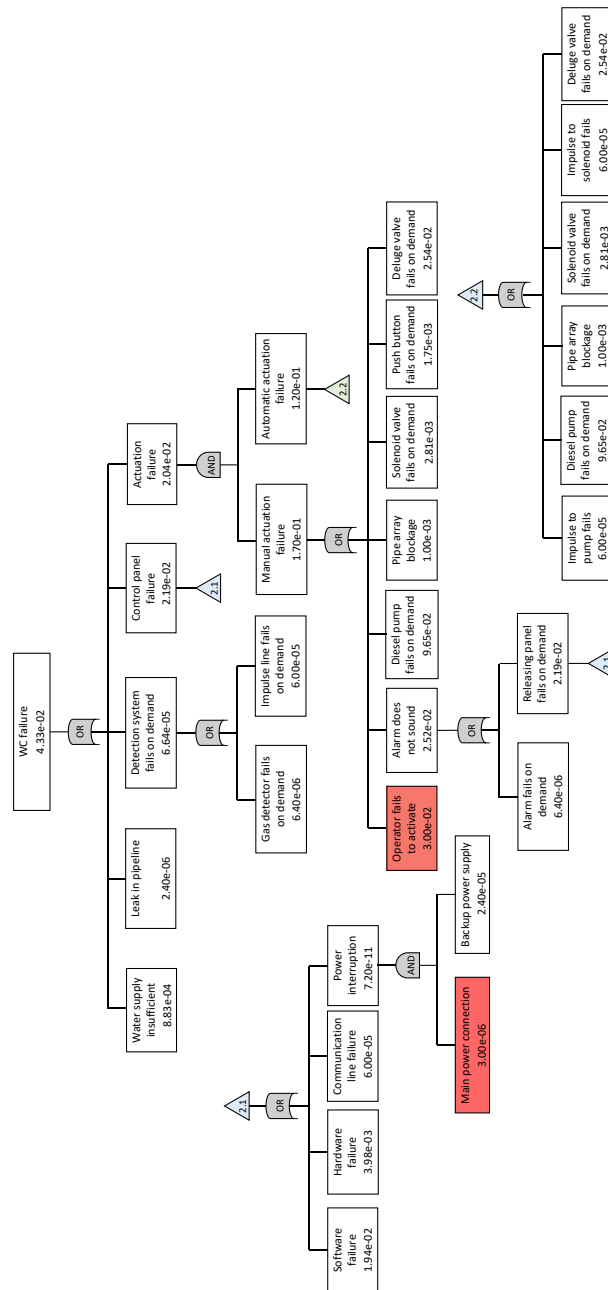 WC failure
4.33e-02
OR
Water supply
insufficient
8.83e-04
Leak in pipeline
2.40e-06
Detection system
fails on demand
6.64e-05
Control panel
failure
2.19e-02
Actuation
failure
2.04e-02
OR
2.1
AND
Gas detector fails
on demand
6.40e-06
Impulse line fails
on demand
6.00e-05
Manual actuation
failure
1.70e-01
Automatic actuation
failure
1.20e-01
OR
2.2
Operator fails
to activate
3.00e-02
Alarm does
not sound
2.52e-02
Diesel pump
fails on demand
9.65e-02
Pipe array
blockage
1.00e-03
Solenoid valve
fails on demand
2.81e-03
Push button
fails on demand
1.75e-03
Deluge valve
fails on demand
2.54e-02
OR
Alarm fails on
demand
6.40e-06
Releasing panel
fails on demand
2.19e-02
2.1
2.1
OR
Software
failure
1.94e-02
Hardware
failure
3.98e-03
Communication
line failure
6.00e-05
Power
interruption
7.20e-11
AND
Main power connection
3.00e-06
Backup power supply
2.40e-05
2.2
OR
Impulse to
pump fails
6.00e-05
Diesel pump
fails on demand
9.65e-02
Pipe array
blockage
1.00e-03
Solenoid valve
fails on demand
2.81e-03
Impulse to
solenoid fails
6.00e-05
Deluge valve
fails on demand
2.54e-02